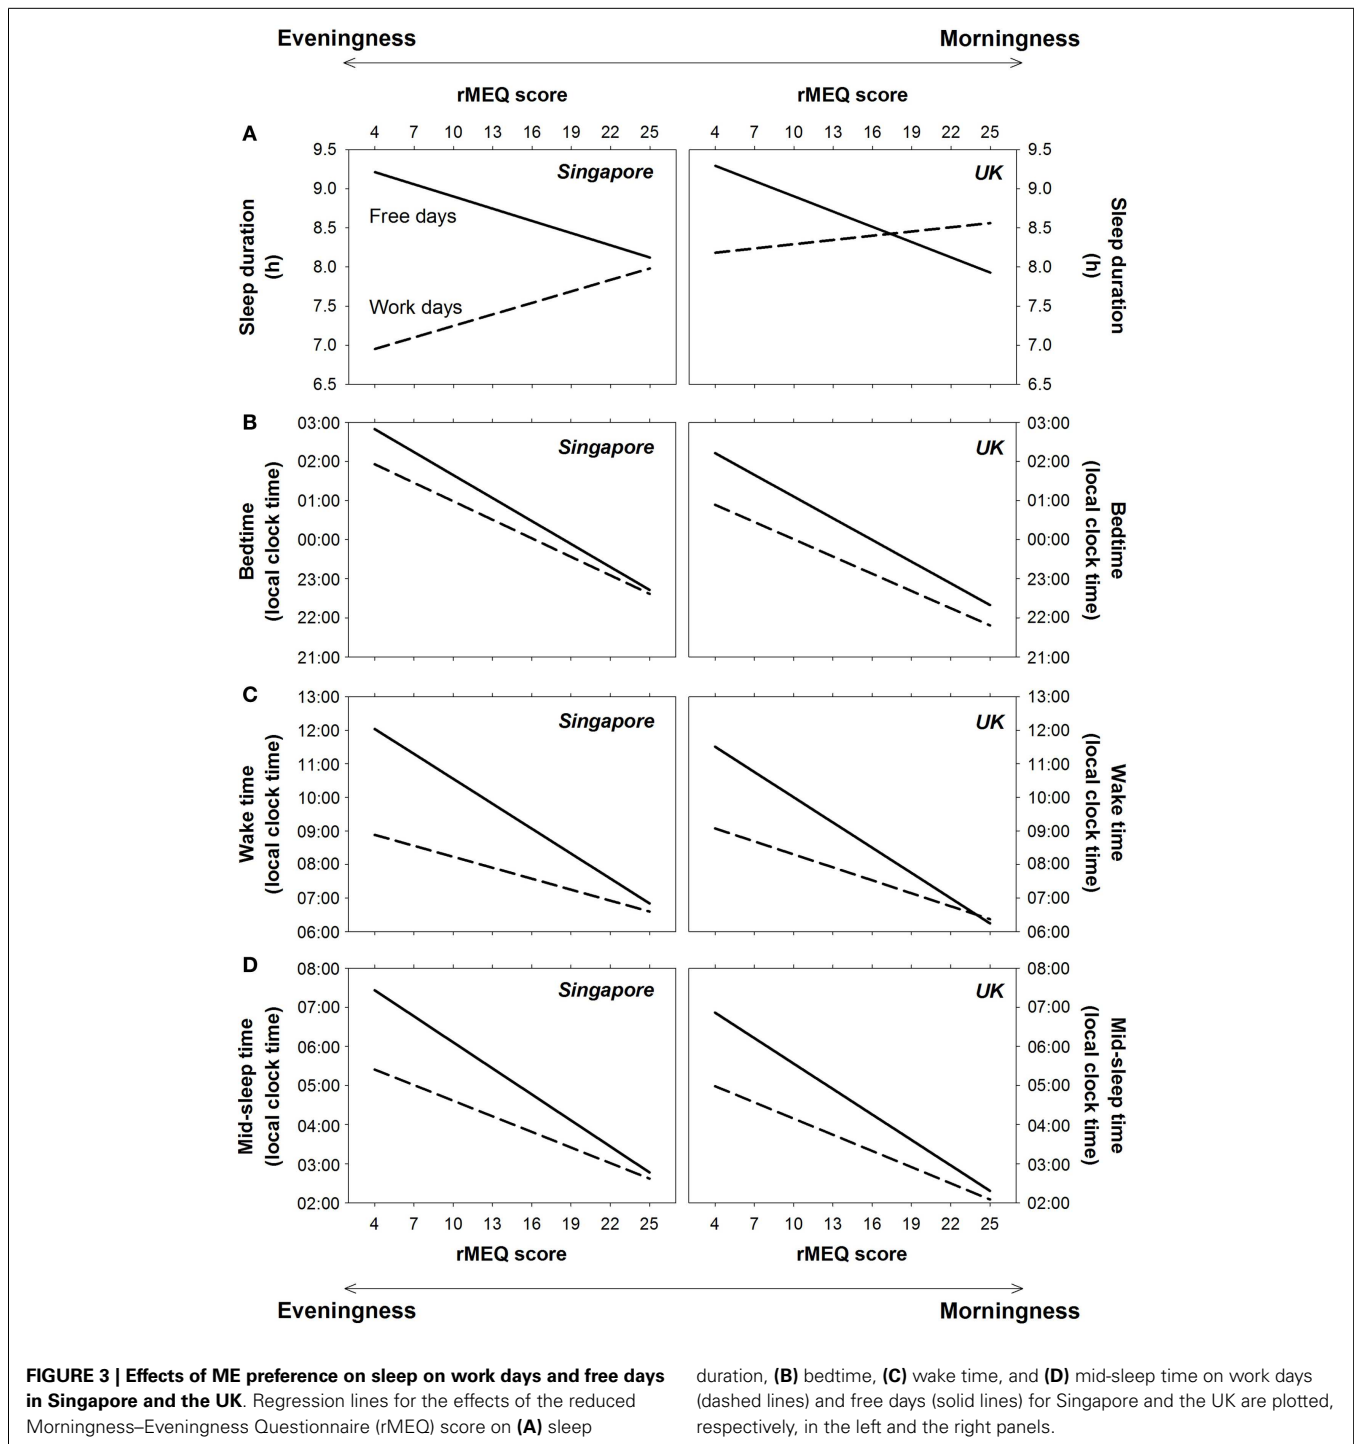 Eveningness Morningness
rMEQ score rMEQ score
A 4 7 10 13 16 19 22 25 4 7 10 13 16 19 22 25
9.5 Singapore UK 9.5
9.0 9.0
Free days
8.5 8.5
8.0 8.0
Work days
7.5 7.5
7.0 7.0
6.5 6.5
Sleep duration
(h)
Sleep duration
(h)
B
03:00 Singapore UK 03:00
02:00 02:00
01:00 01:00
00:00 00:00
23:00 23:00
22:00 22:00
21:00 21:00
Bedtime
(local clock time)
Bedtime
(local clock time)
C
13:00 Singapore UK 13:00
12:00 12:00
11:00 11:00
10:00 10:00
09:00 09:00
08:00 08:00
07:00 07:00
06:00 06:00
Wake time
(local clock time)
Wake time
(local clock time)
D
08:00 Singapore UK 08:00
07:00 07:00
06:00 06:00
05:00 05:00
04:00 04:00
03:00 03:00
02:00 02:00
Mid-sleep time
(local clock time)
Mid-sleep time
(local clock time)
4 7 10 13 16 19 22 25 4 7 10 13 16 19 22 25
rMEQ score rMEQ score
Eveningness Morningness
FIGURE 3 | Effects of ME preference on sleep on work days and free days
in Singapore and the UK. Regression lines for the effects of the reduced
Morningness–Eveningness Questionnaire (rMEQ) score on (A) sleep
duration, (B) bedtime, (C) wake time, and (D) mid-sleep time on work days
(dashed lines) and free days (solid lines) for Singapore and the UK are plotted,
respectively, in the left and the right panels.